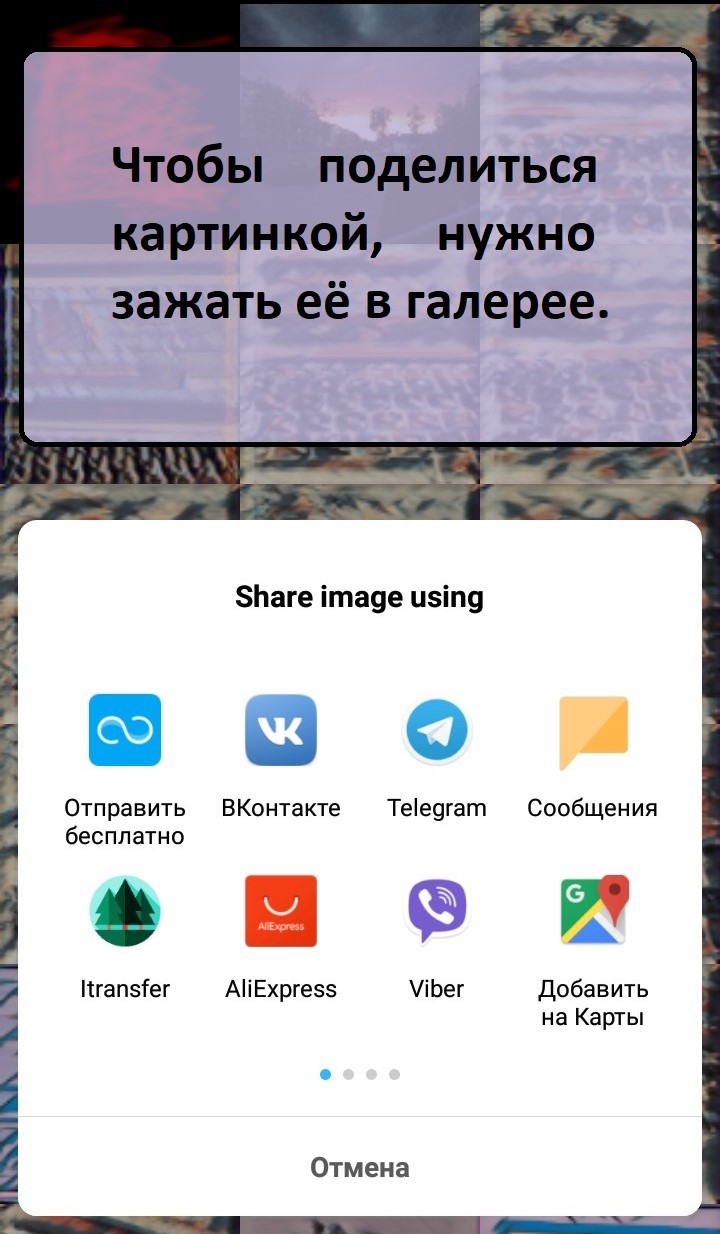 Чтобы поделиться
картинкой, нужно
зажать её в галерее.
Share image using
Отправить
бесплатно
ВКонтакте
Telegram
Сообщения
AliExpress
G
Itransfer
AliExpress
Viber
Добавить
на Карты
Отмена